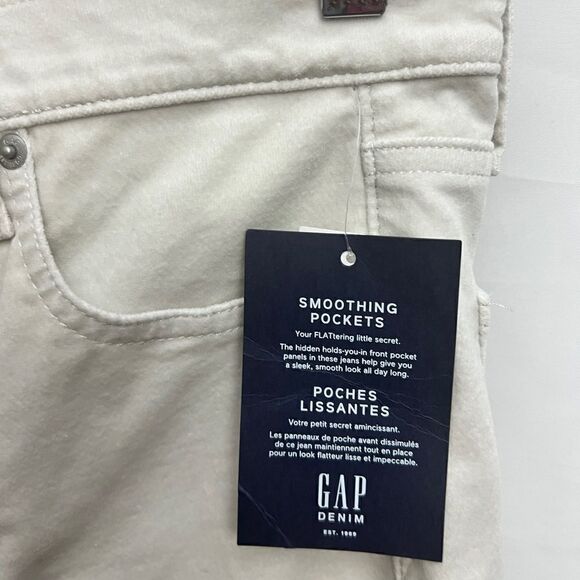 SMOOTHING
POCKETS
Your FLATtering little secret.
The hidden holds-you-in front pocket
panels in these jeans help give you
a sleek, smooth look all day long.
POCHES
LISSANTES
Votre petit secret amincissant.
Les panneaux de poche avant dissimulés
de ce jean maintiennent tout en place
pour un look flatteur lisse et impeccable.
GAP
DENIM
EST. 1969